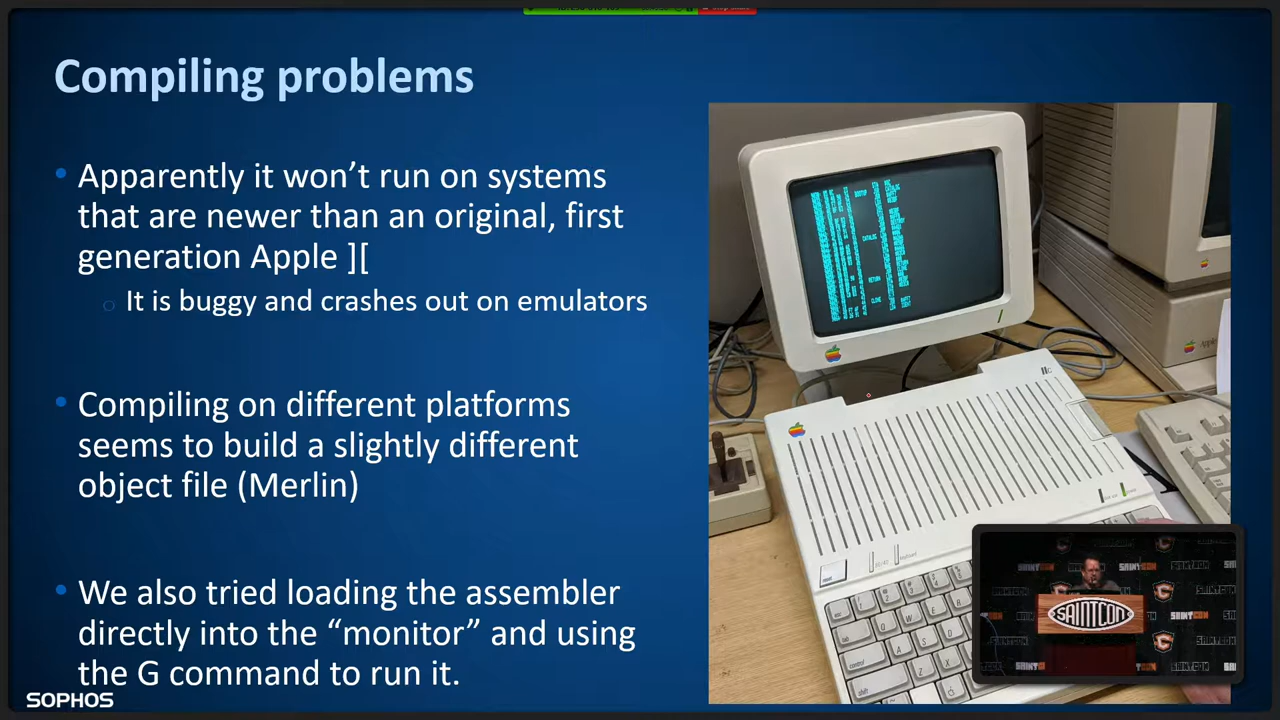 Compiling problems
Apparently it won’t run on systems
that are newer than an original, first
generation Apple ][
It is buggy and crashes out on emulators
Compiling on different platforms
seems to build a slightly different
object file (Merlin)
We also tried loading the assembler
directly into the “monitor” and using
the G command to run it.
SOPHOS
SAINTCON